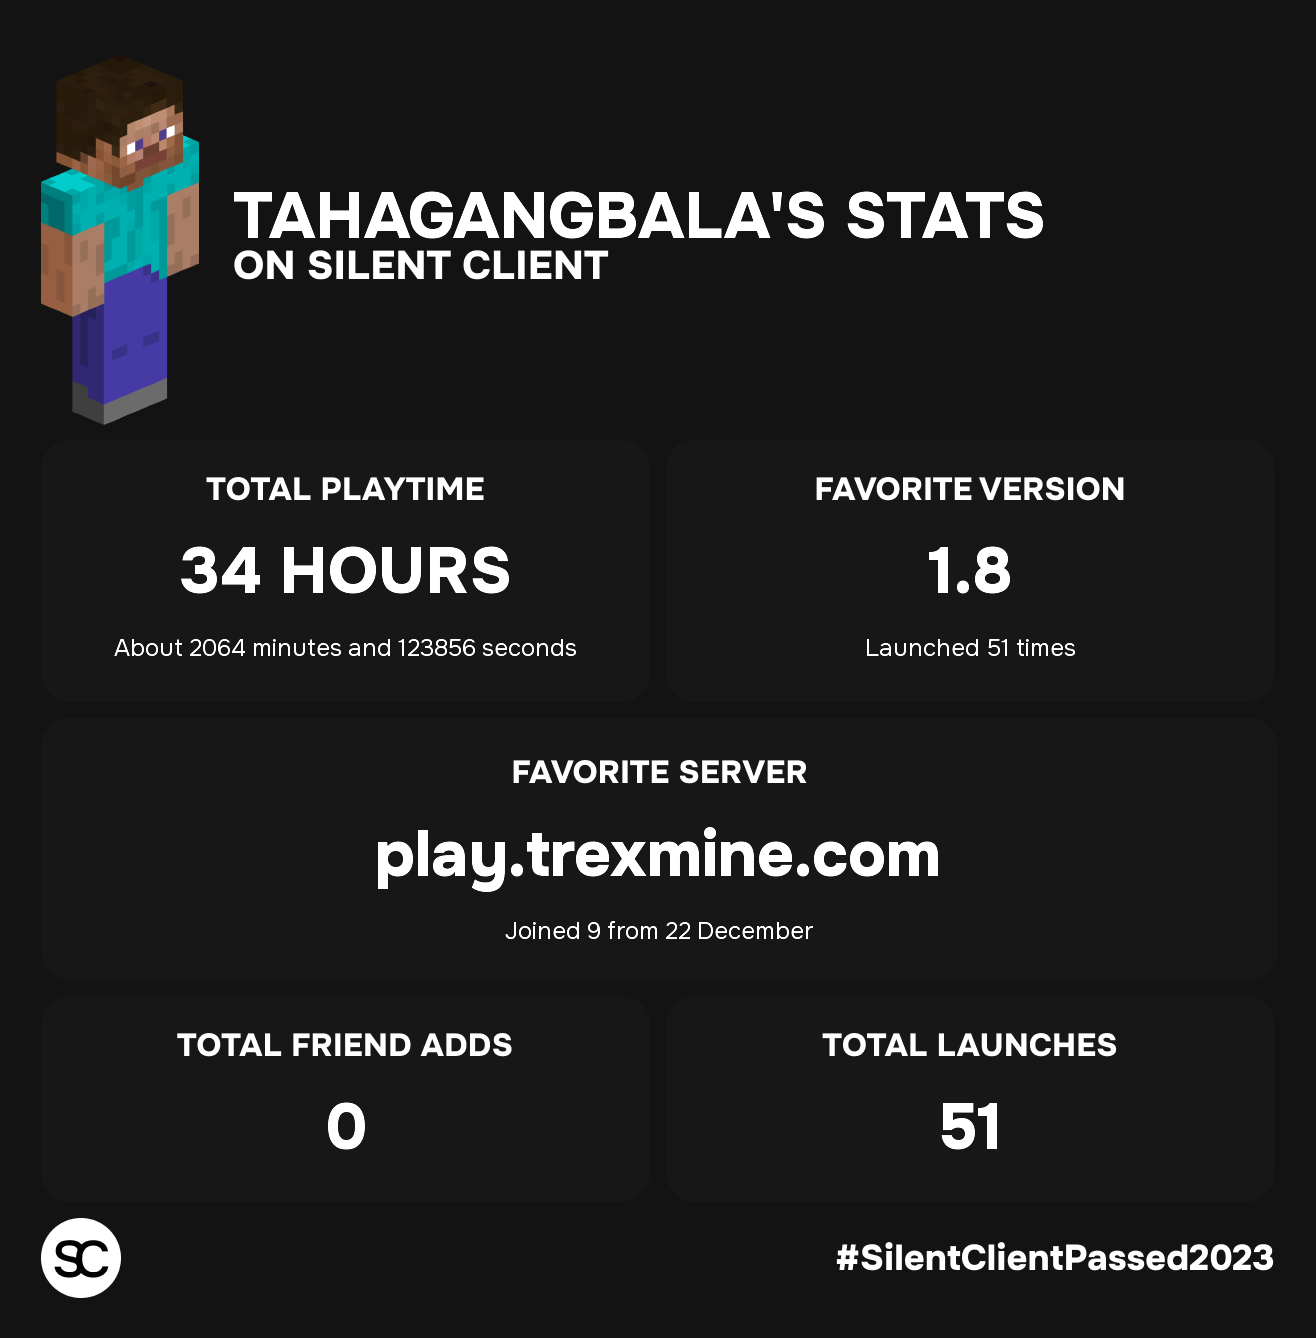 TAHAGANGBALA'S STATS
ON SILENT CLIENT
TOTAL PLAYTIME
34 HOURS
About 2064 minutes and 123856 seconds
FAVORITE VERSION
1.8
Launched 51 times
FAVORITE SERVER
play.trexmine.com
Joined 9 from 22 December
TOTAL FRIEND ADDS
0
TOTAL LAUNCHES
51
SC
#SilentClientPassed2023